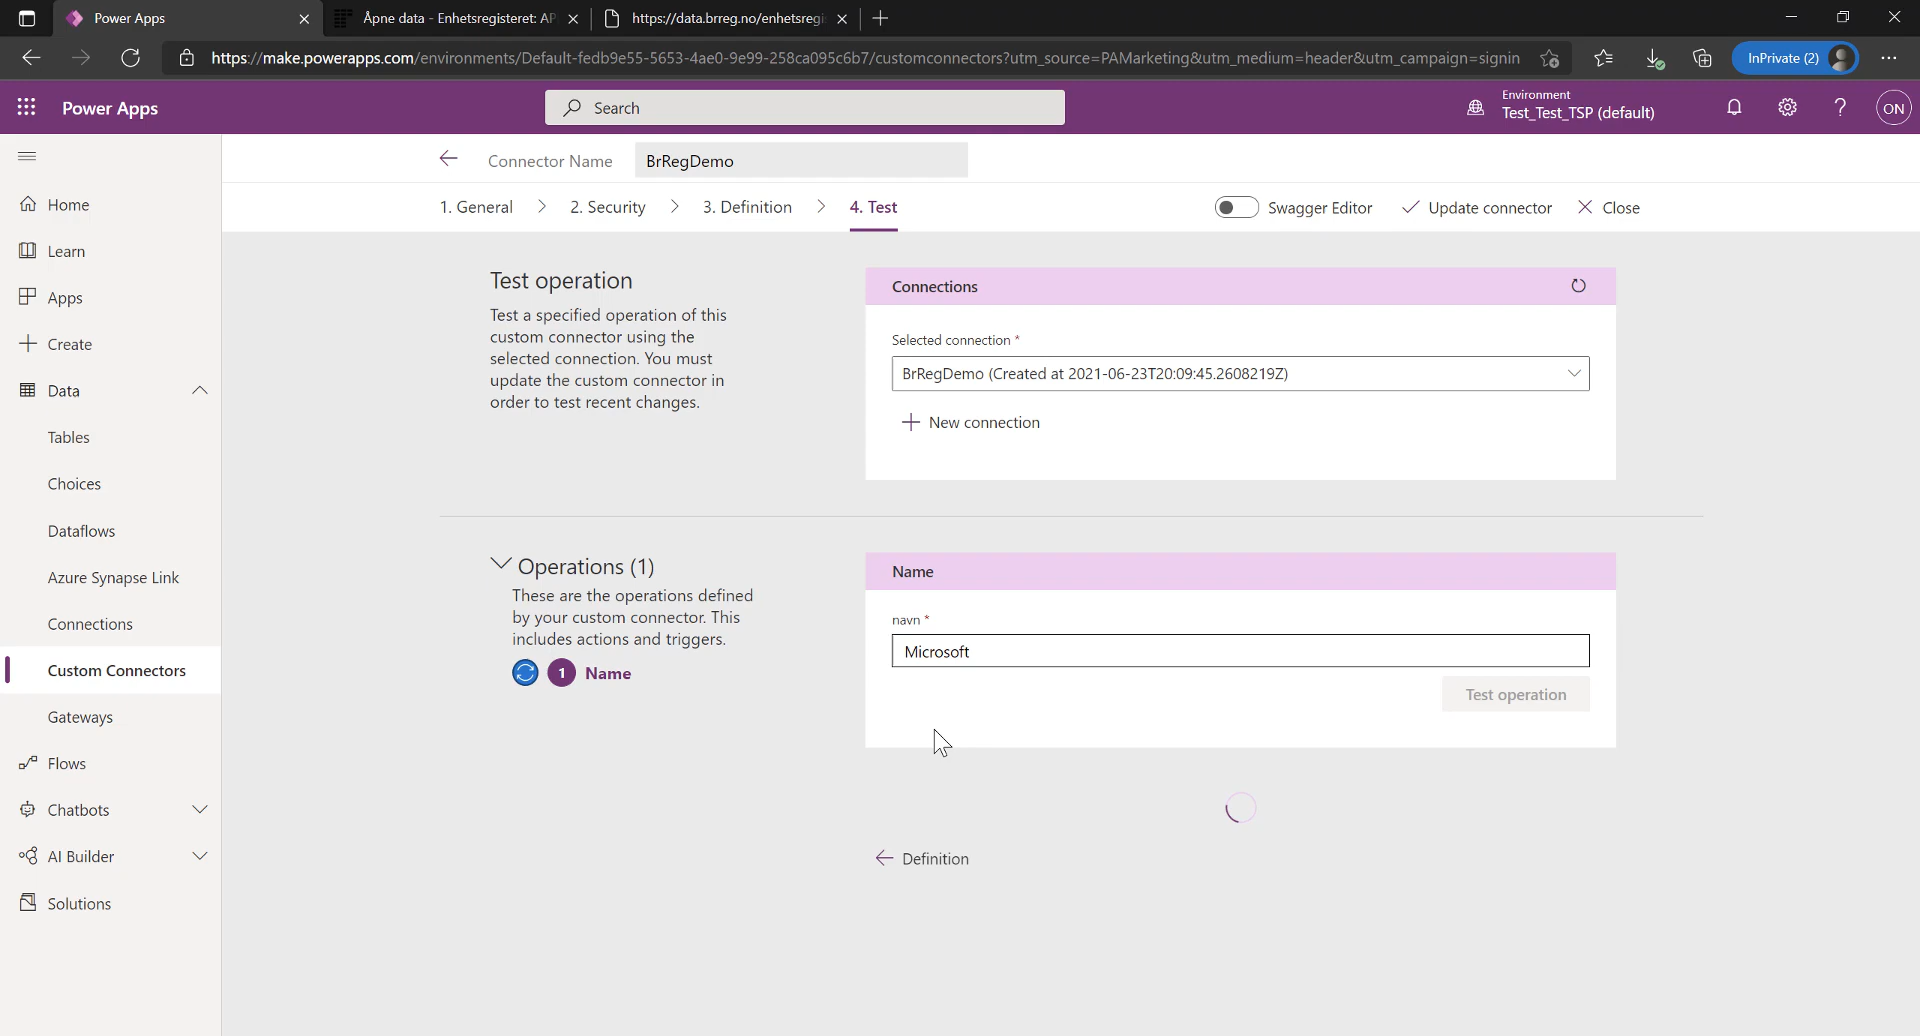 Power Apps
Åpne data - Enhetsregisteret: AP
https://data.brreg.no/enhetsregi
https://make.powerapps.com/environments/Default-fedb9e55-5653-4ae0-9e99-258ca095c6b7/customconnectors?utm_source=PAMarketing&utm_medium=header&utm_campaign=signin
InPrivate (2)
Power Apps
Search
Environment
Test_Test_TSP (default)
ON
Connector Name
BrRegDemo
1. General
2. Security
3. Definition
4. Test
Swagger Editor
Update connector
Close
Home
Learn
Apps
Create
Data
Tables
Choices
Dataflows
Azure Synapse Link
Connections
Custom Connectors
Gateways
Flows
Chatbots
AI Builder
Solutions
Test operation
Test a specified operation of this
custom connector using the
selected connection. You must
update the custom connector in
order to test recent changes.
Connections
Selected connection *
BrRegDemo (Created at 2021-06-23T20:09:45.2608219Z)
New connection
Operations (1)
These are the operations defined
by your custom connector. This
includes actions and triggers.
1 Name
Name
navn *
Microsoft
Test operation
Definition